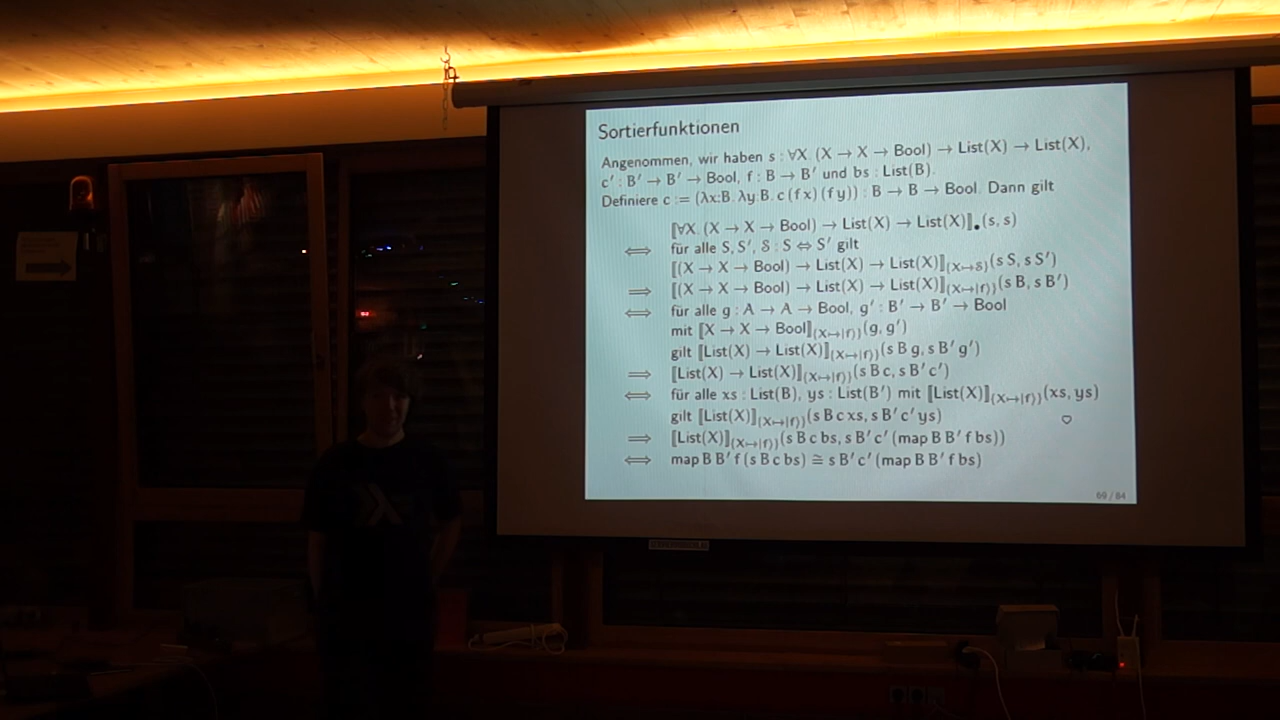 Sortierfunktionen
Angenommen, wir haben s : ∀X. (X → X → Bool) → List(X) → List(X),
c′ : B′ → B′ → Bool, f : B → B′ und bs : List(B).
Definiere c := (λx:B. λy:B. c (f x) (f y)) : B → B → Bool. Dann gilt
⟦∀X. (X → X → Bool) → List(X) → List(X)⟧•(s, s)
⟺ für alle S, S′, 𝒮 : S ⇔ S′ gilt
⟦(X → X → Bool) → List(X) → List(X)⟧(X↦𝒮)(s S, s S′)
⟹ ⟦(X → X → Bool) → List(X) → List(X)⟧(X↦|f|)(s B, s B′)
⟺ für alle g : A → A → Bool, g′ : B′ → B′ → Bool
mit ⟦X → X → Bool⟧(X↦|f|)(g, g′)
gilt ⟦List(X) → List(X)⟧(X↦|f|)(s B g, s B′ g′)
⟹ ⟦List(X) → List(X)⟧(X↦|f|)(s B c, s B′ c′)
⟺ für alle xs : List(B), ys : List(B′) mit ⟦List(X)⟧(X↦|f|)(xs, ys)
gilt ⟦List(X)⟧(X↦|f|)(s B c xs, s B′ c′ ys)
⟹ ⟦List(X)⟧(X↦|f|)(s B c bs, s B′ c′ (map B B′ f bs))
⟺ map B B′ f (s B c bs) ≅ s B′ c′ (map B B′ f bs)
69 / 84